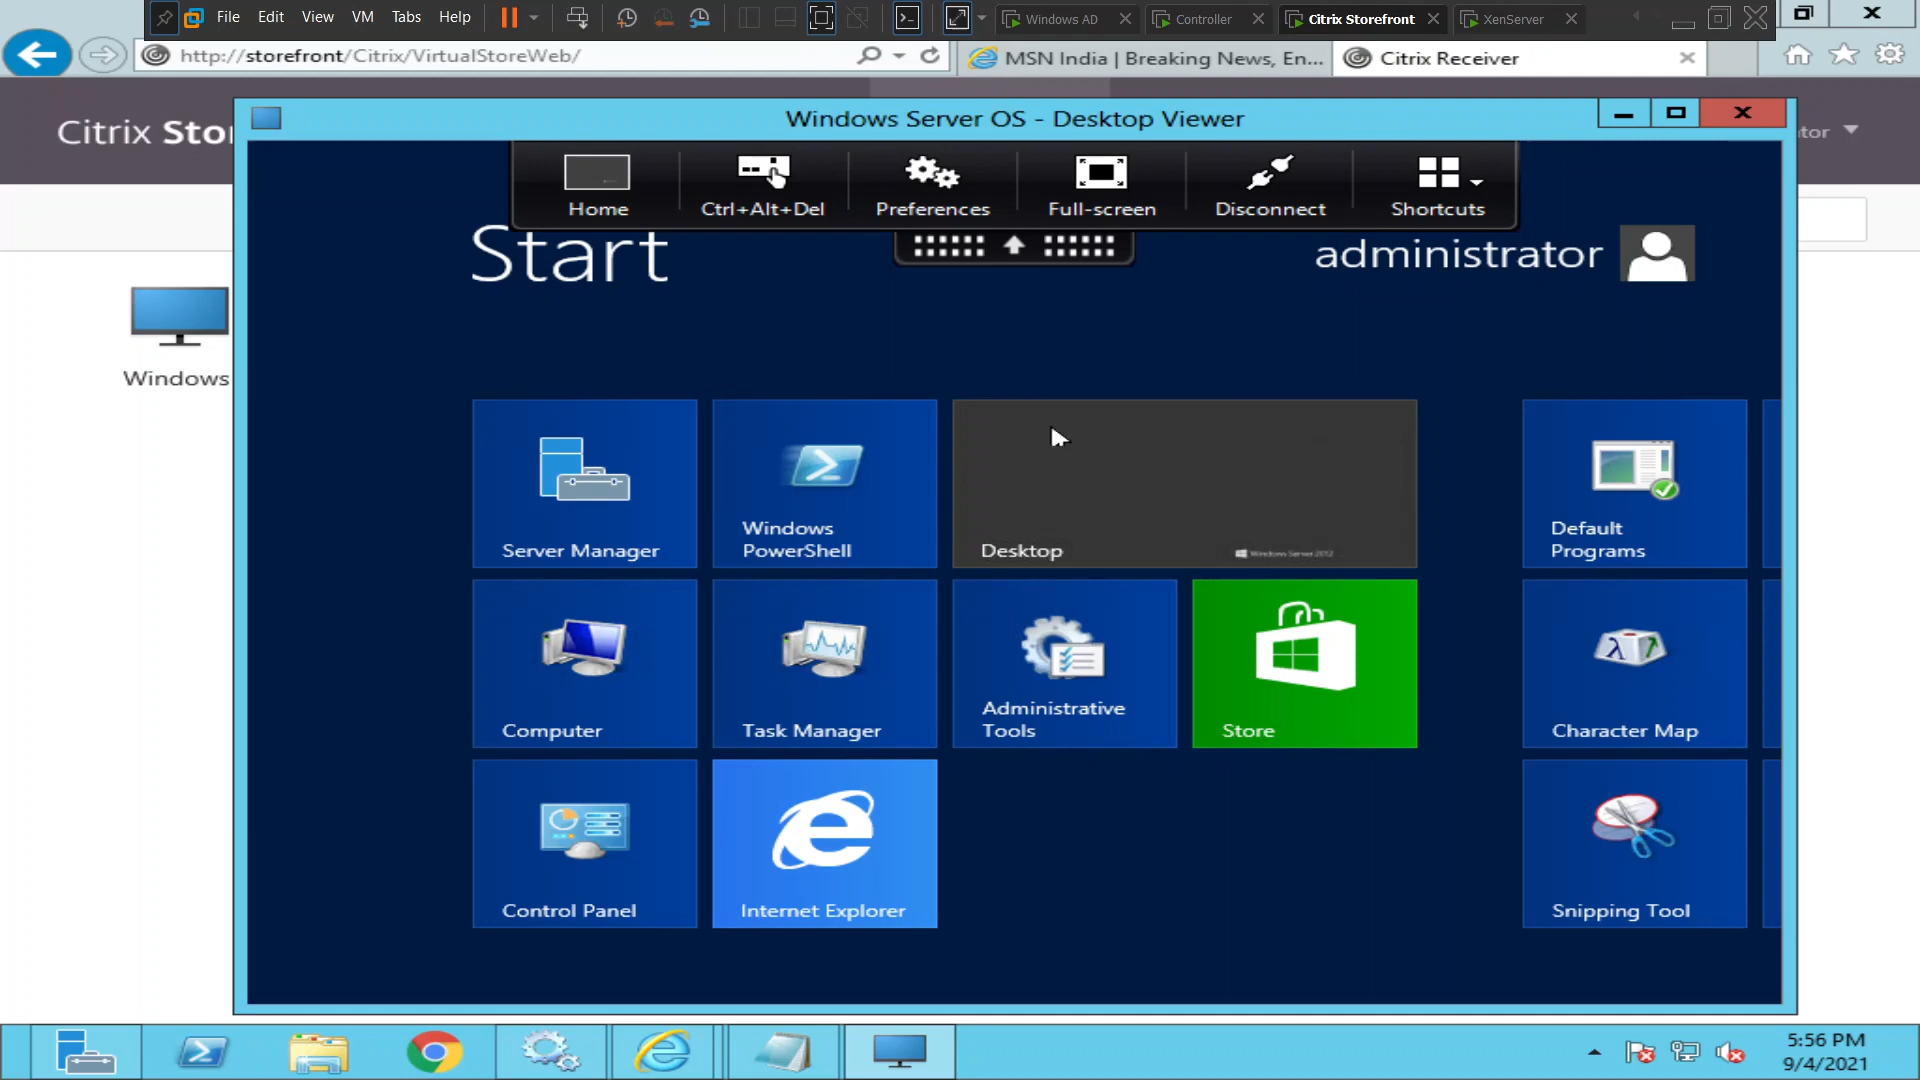 File Edit View VM Tabs Help
Windows AD
Controller
Citrix Storefront
XenServer
http://storefront/Citrix/VirtualStoreWeb/
MSN India | Breaking News, En...
Citrix Receiver
Citrix Sto
tor
Windows Server OS - Desktop Viewer
Home
Ctrl+Alt+Del
Preferences
Full-screen
Disconnect
Shortcuts
Start
administrator
Windows
Server Manager
Windows
PowerShell
Desktop
Windows Server 2012
Default
Programs
Computer
Task Manager
Administrative
Tools
Store
Character Map
Control Panel
Internet Explorer
Snipping Tool
5:56 PM
9/4/2021